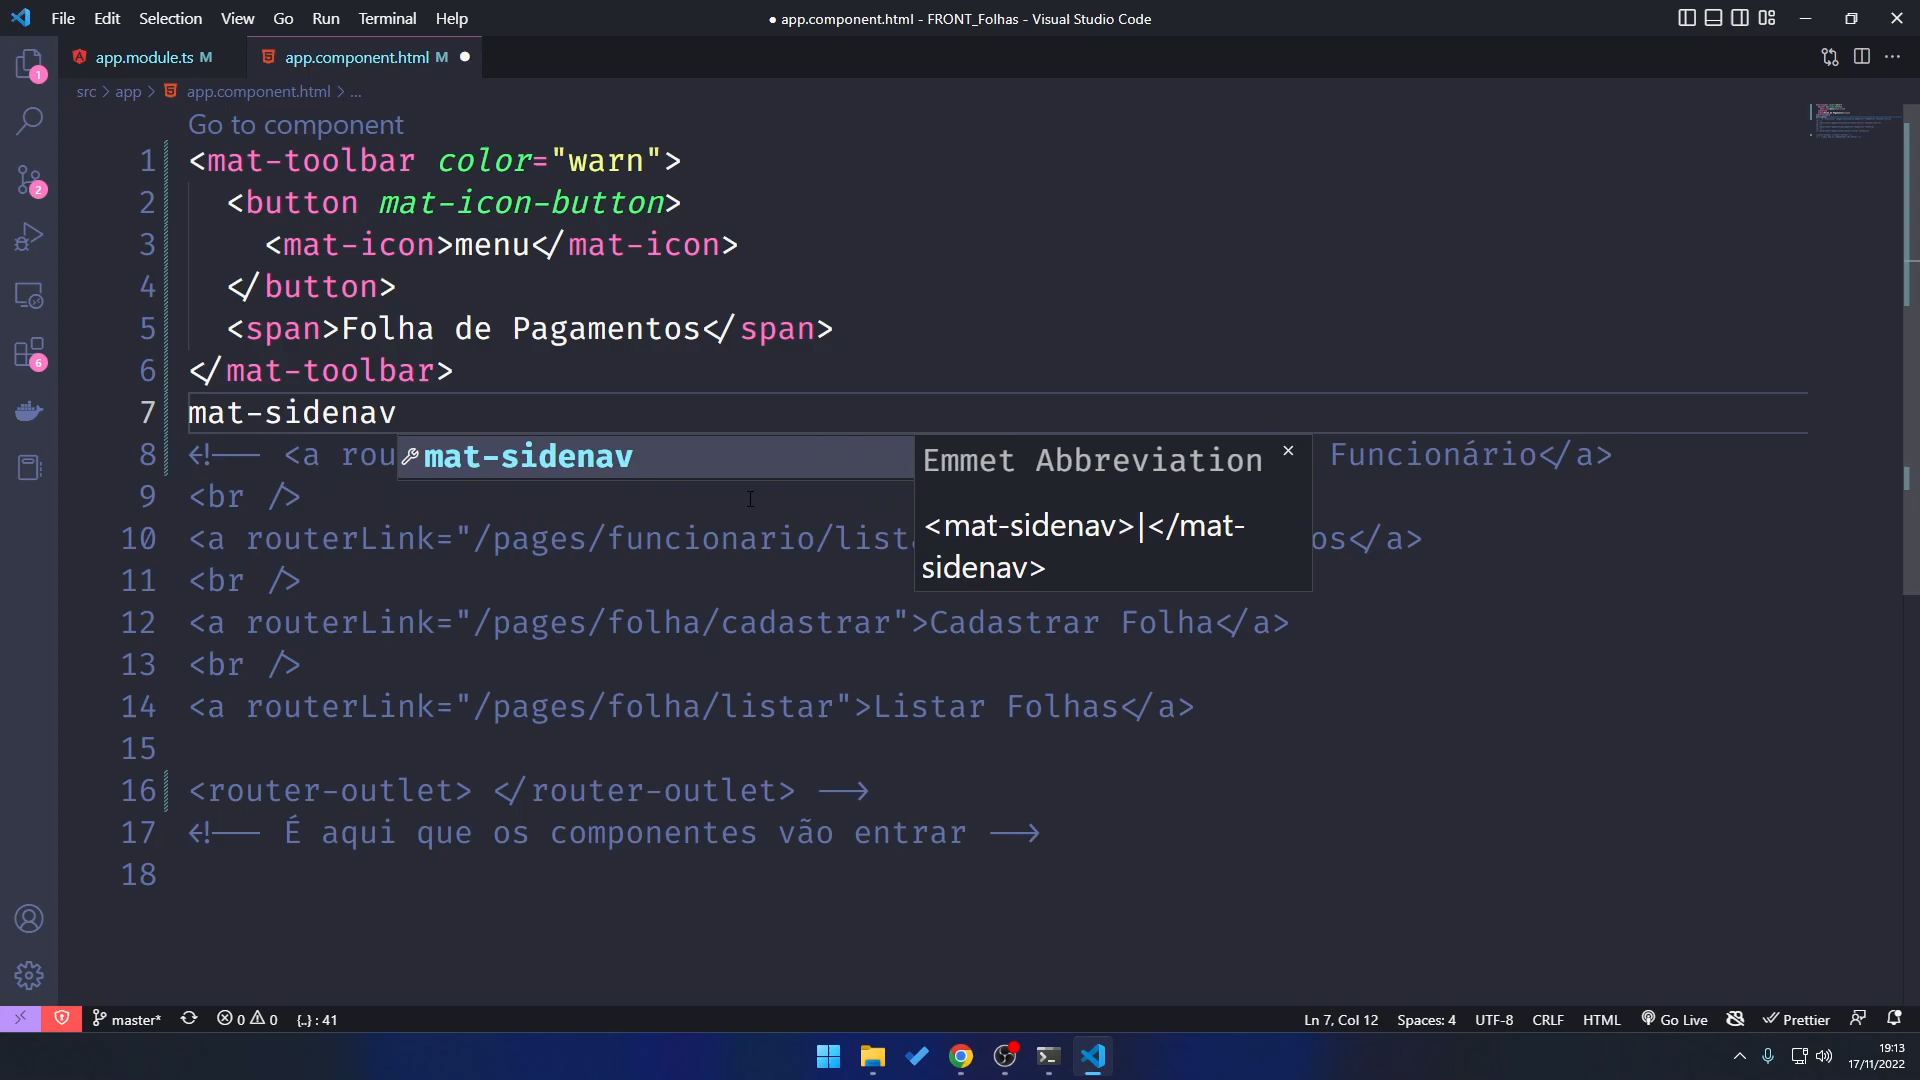 File Edit Selection View Go Run Terminal Help
● app.component.html - FRONT_Folhas - Visual Studio Code
app.module.ts M
app.component.html M
src > app > app.component.html > ...
Go to component
1 <mat-toolbar color="warn">
2 <button mat-icon-button>
3 <mat-icon>menu</mat-icon>
4 </button>
5 <span>Folha de Pagamentos</span>
6 </mat-toolbar>
7 mat-sidenav
8 <!-- <a rou
Funcionário</a>
mat-sidenav
Emmet Abbreviation
<mat-sidenav>|</mat-
sidenav>
9 <br />
10 <a routerLink="/pages/funcionario/lista
os</a>
11 <br />
12 <a routerLink="/pages/folha/cadastrar">Cadastrar Folha</a>
13 <br />
14 <a routerLink="/pages/folha/listar">Listar Folhas</a>
15
16 <router-outlet> </router-outlet> -->
17 <!-- É aqui que os componentes vão entrar -->
18
1
2
6
master* 0 0 {..} : 41
Ln 7, Col 12 Spaces: 4 UTF-8 CRLF HTML Go Live Prettier
19:13
17/11/2022